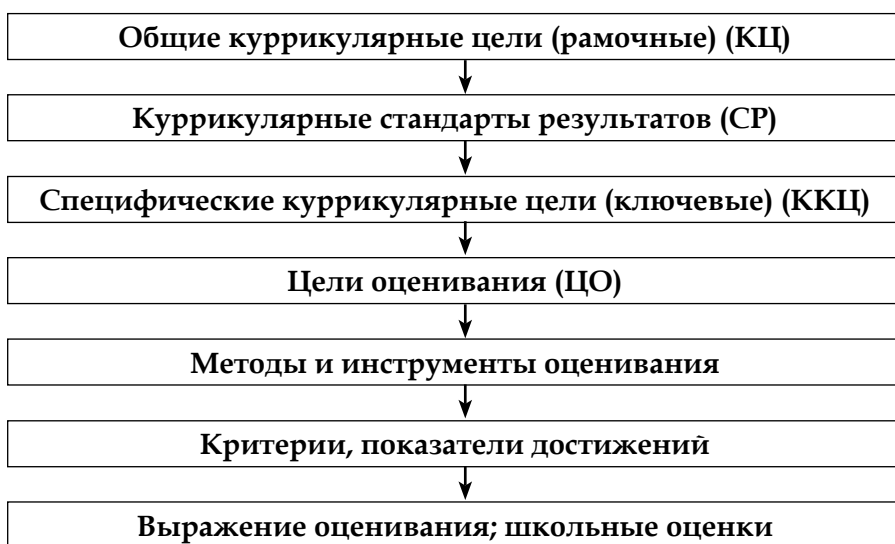 Общие куррикулярные цели (рамочные) (КЦ)
Куррикулярные стандарты результатов (СР)
Специфические куррикулярные цели (ключевые) (ККЦ)
Цели оценивания (ЦО)
Методы и инструменты оценивания
Критерии, показатели достижений
Выражение оценивания; школьные оценки